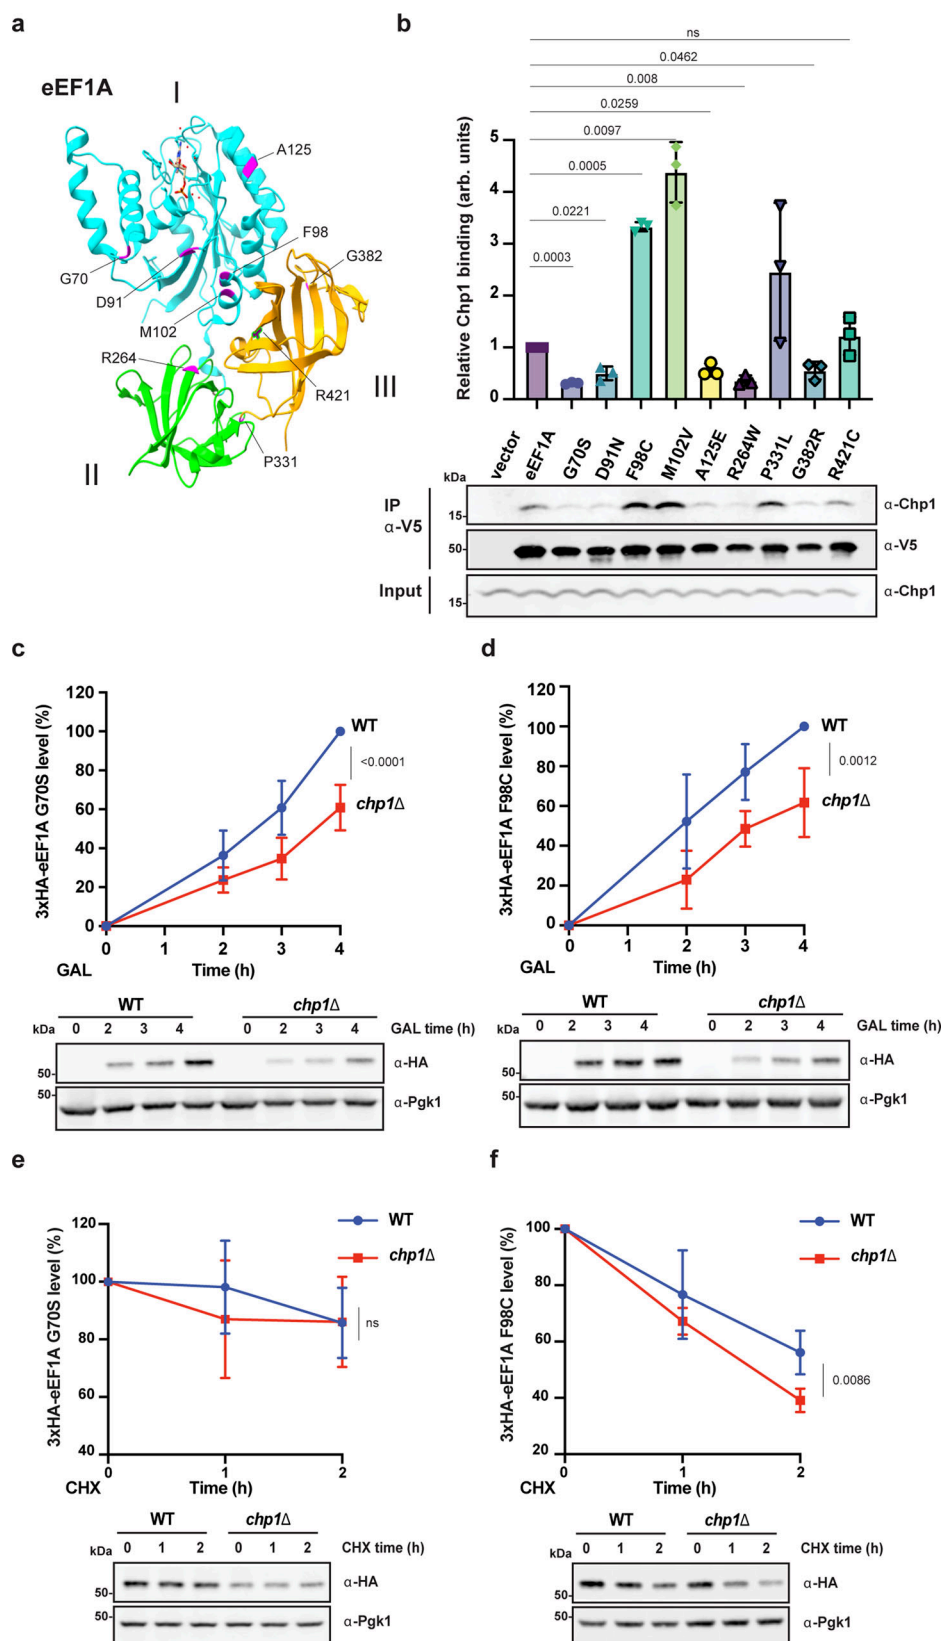 a
eEF1A
I
A125
F98
G382
G70
D91
M102
R264
R421
III
P331
II
b
ns
0.0462
0.008
0.0259
0.0097
0.0005
0.0221
0.0003
Relative Chp1 binding (arb. units)
5
4
3
2
1
0
vector
eEF1A
G70S
D91N
F98C
M102V
A125E
R264W
P331L
G382R
R421C
kDa
IP
α-V5
15
α-Chp1
50
α-V5
Input
15
α-Chp1
c
3xHA-eEF1A G70S level (%)
120
100
80
60
40
20
0
WT
<0.0001
chp1Δ
0 1 2 3 4
GAL Time (h)
WT chp1Δ
kDa 0 2 3 4 0 2 3 4 GAL time (h)
50 α-HA
50 α-Pgk1
d
3xHA-eEF1A F98C level (%)
120
100
80
60
40
20
0
WT
0.0012
chp1Δ
0 1 2 3 4
GAL Time (h)
WT chp1Δ
kDa 0 2 3 4 0 2 3 4 GAL time (h)
50 α-HA
50 α-Pgk1
e
3xHA-eEF1A G70S level (%)
120
100
80
60
40
WT
chp1Δ
ns
0 1 2
CHX Time (h)
WT chp1Δ
kDa 0 1 2 0 1 2 CHX time (h)
50 α-HA
50 α-Pgk1
f
3xHA-eEF1A F98C level (%)
100
80
60
40
20
WT
chp1Δ
0.0086
0 1 2
CHX Time (h)
WT chp1Δ
kDa 0 1 2 0 1 2 CHX time (h)
50 α-HA
50 α-Pgk1